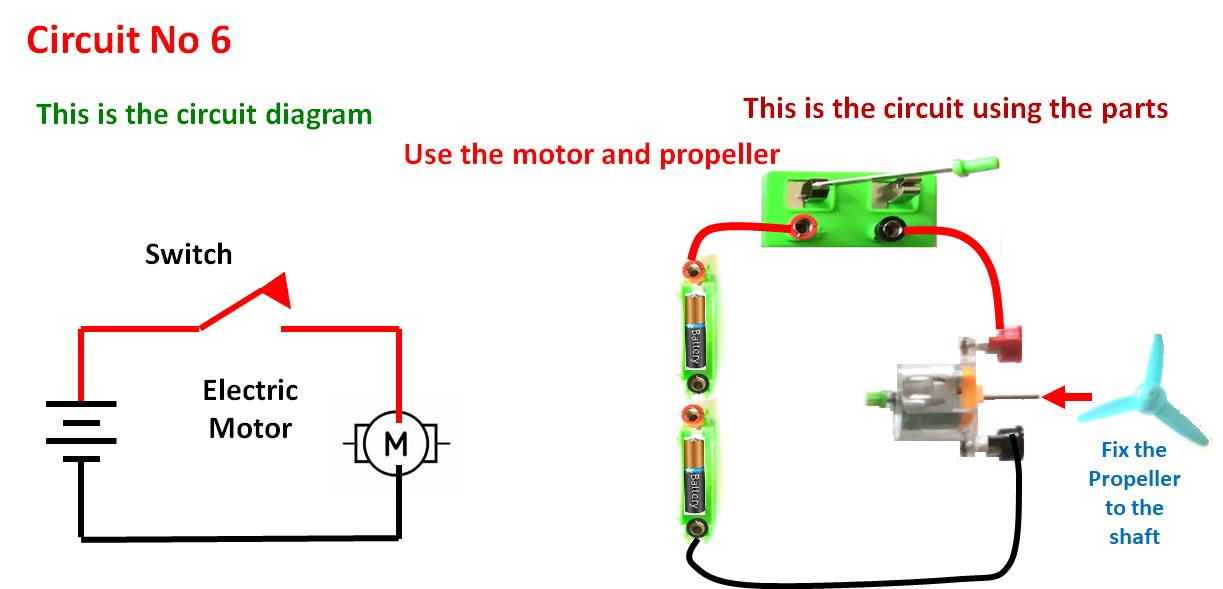 Circuit No 6
This is the circuit diagram
This is the circuit using the parts
Use the motor and propeller
Switch
Electric
Motor
M
Battery
Battery
Fix the
Propeller
to the
shaft